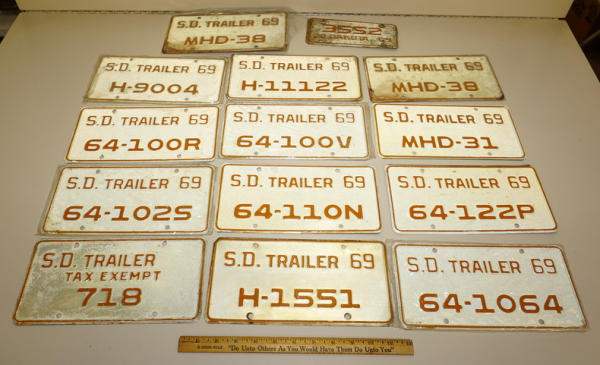 S.D. TRAILER 69
MHD-38
3552
S.D. TRAILER 69
H-9004
S.D. TRAILER 69
H-11122
S.D. TRAILER 69
MHD-38
S.D. TRAILER 69
64-100R
S.D. TRAILER 69
64-100V
S.D. TRAILER 69
MHD-31
S.D. TRAILER 69
64-102S
S.D. TRAILER 69
64-110N
S.D. TRAILER 69
64-122P
S.D. TRAILER
TAX EXEMPT
718
S.D. TRAILER 69
H-1551
S.D. TRAILER 69
64-1064
"Do Unto Others As You Would Have Them Do Unto You"